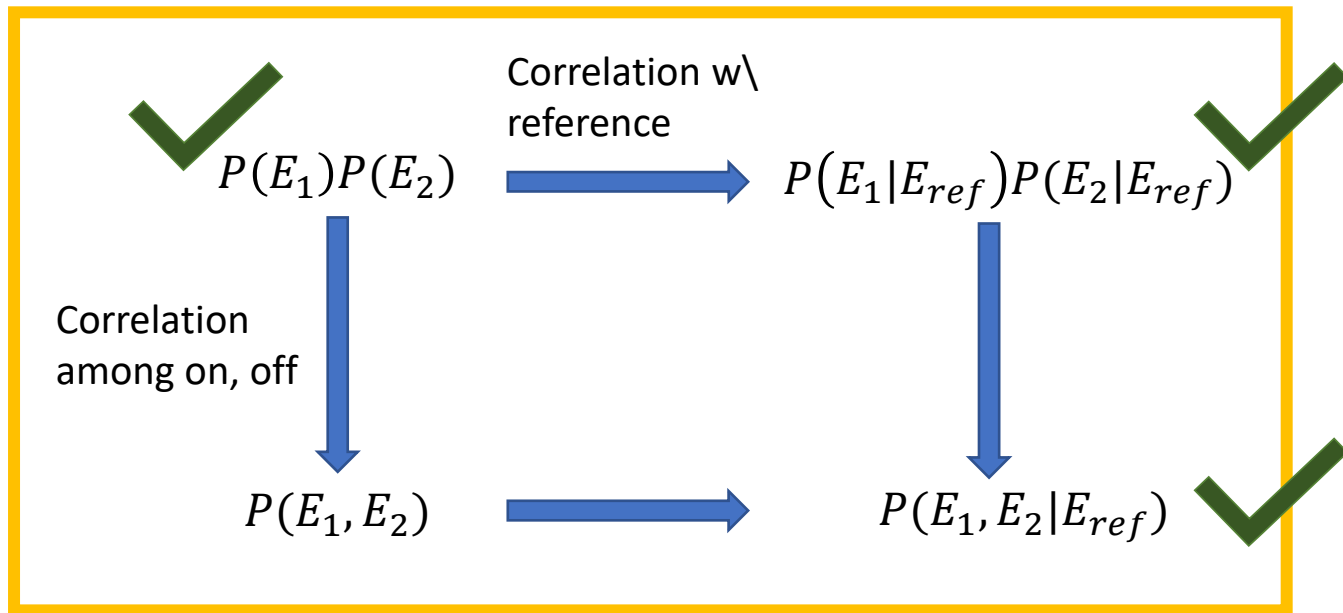 Correlation w\
reference
P(E₁)P(E₂)
P(E₁|E_ref)P(E₂|E_ref)
Correlation
among on, off
P(E₁, E₂)
P(E₁, E₂|E_ref)